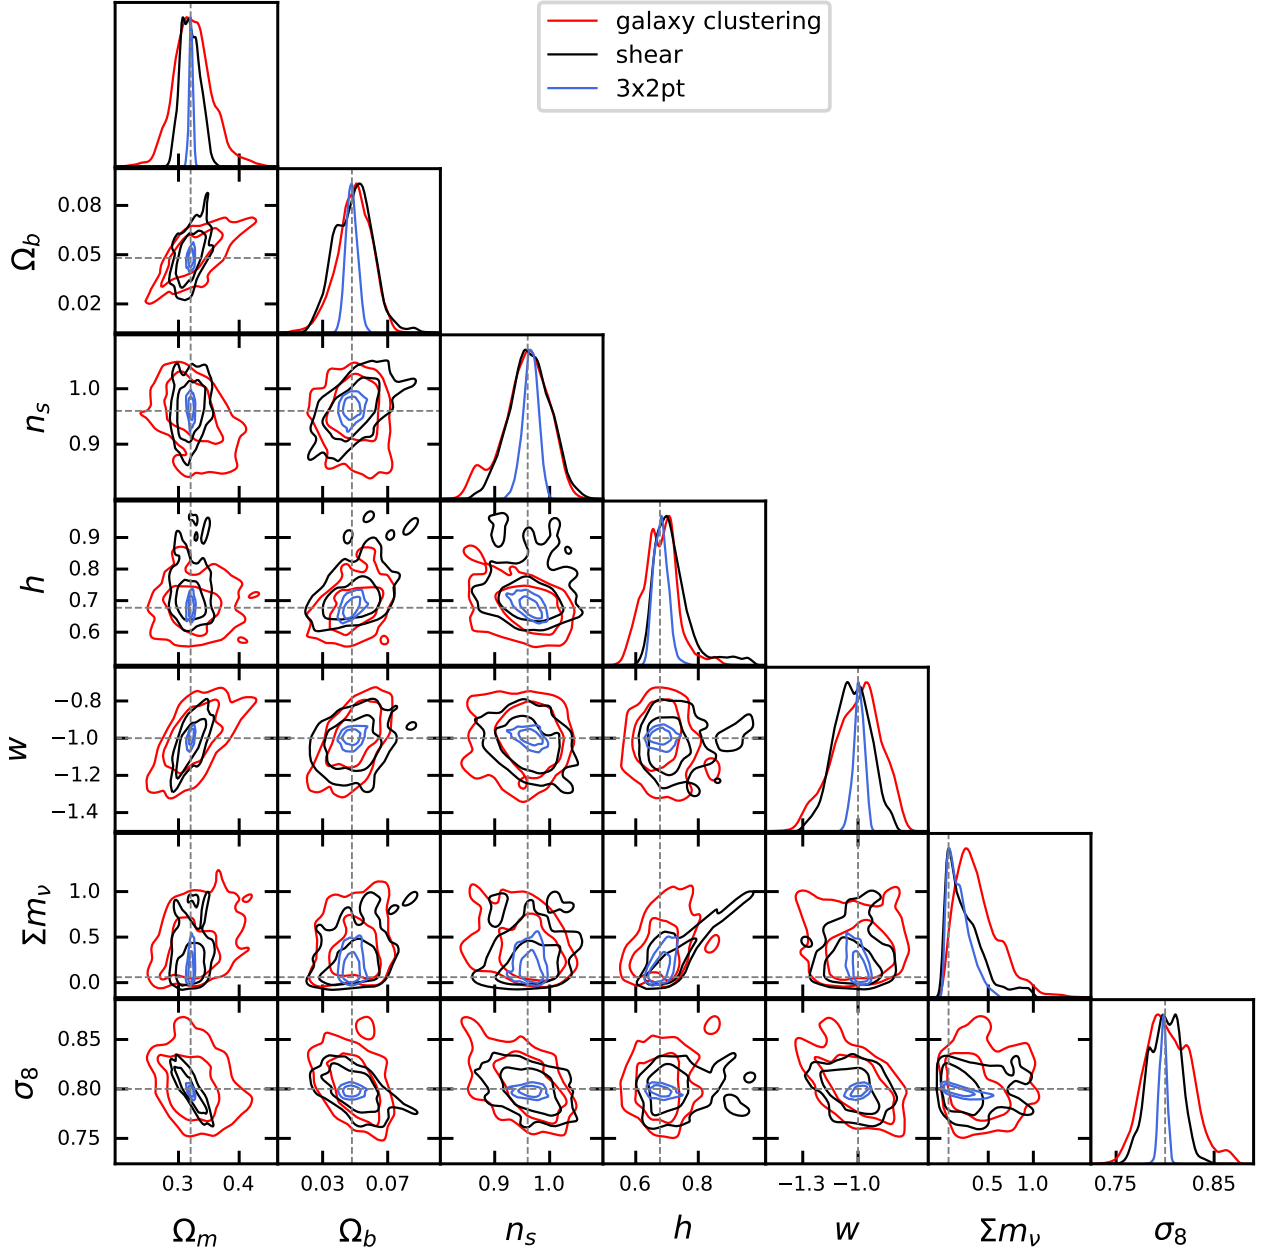 galaxy clustering
shear
3x2pt
0.08
0.05
0.02
Ω_b
1.0
0.9
n_s
0.9
0.8
0.7
0.6
h
−0.8
−1.0
−1.2
−1.4
w
1.0
0.5
0.0
Σm_ν
0.85
0.80
0.75
σ_8
0.3 0.4 0.03 0.07 0.9 1.0 0.6 0.8 −1.3 −1.0 0.5 1.0 0.75 0.85
Ω_m Ω_b n_s h w Σm_ν σ_8